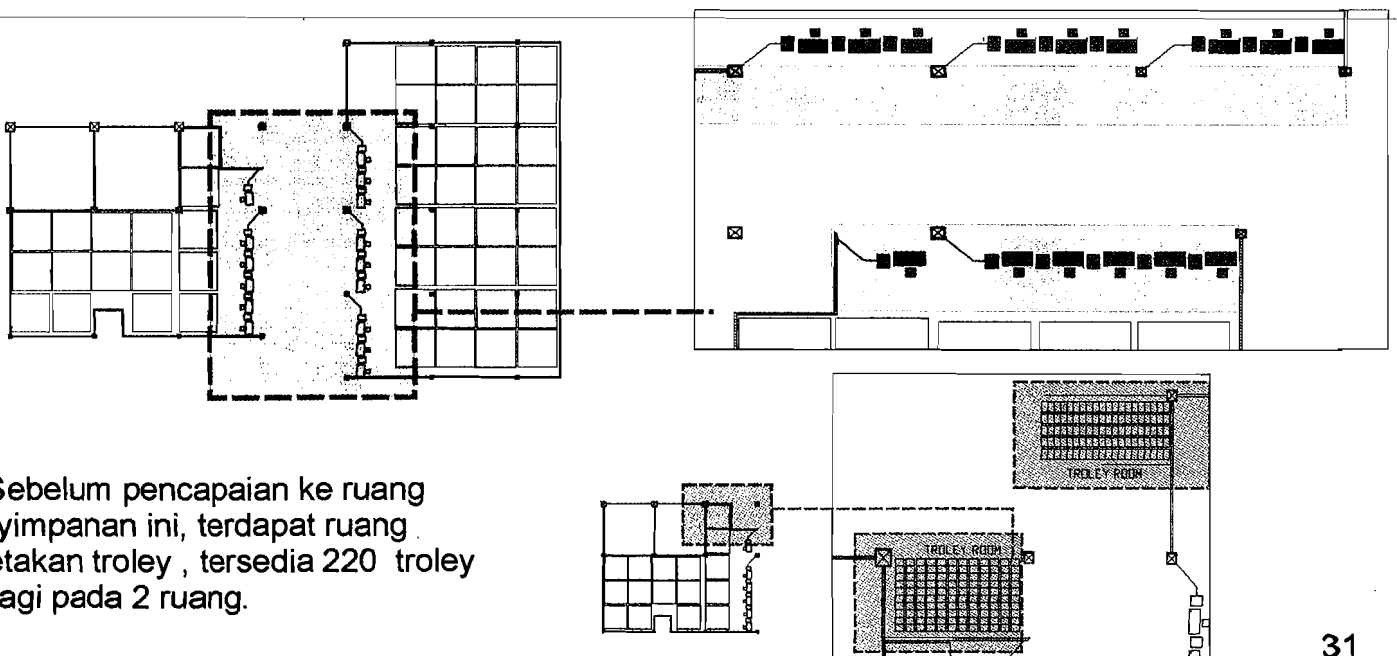 TROLEY ROOM
TROLEY ROOM
Sebelum pencapaian ke ruang
yimpanan ini, terdapat ruang
etakan troley , tersedia 220 troley
agi pada 2 ruang.
31